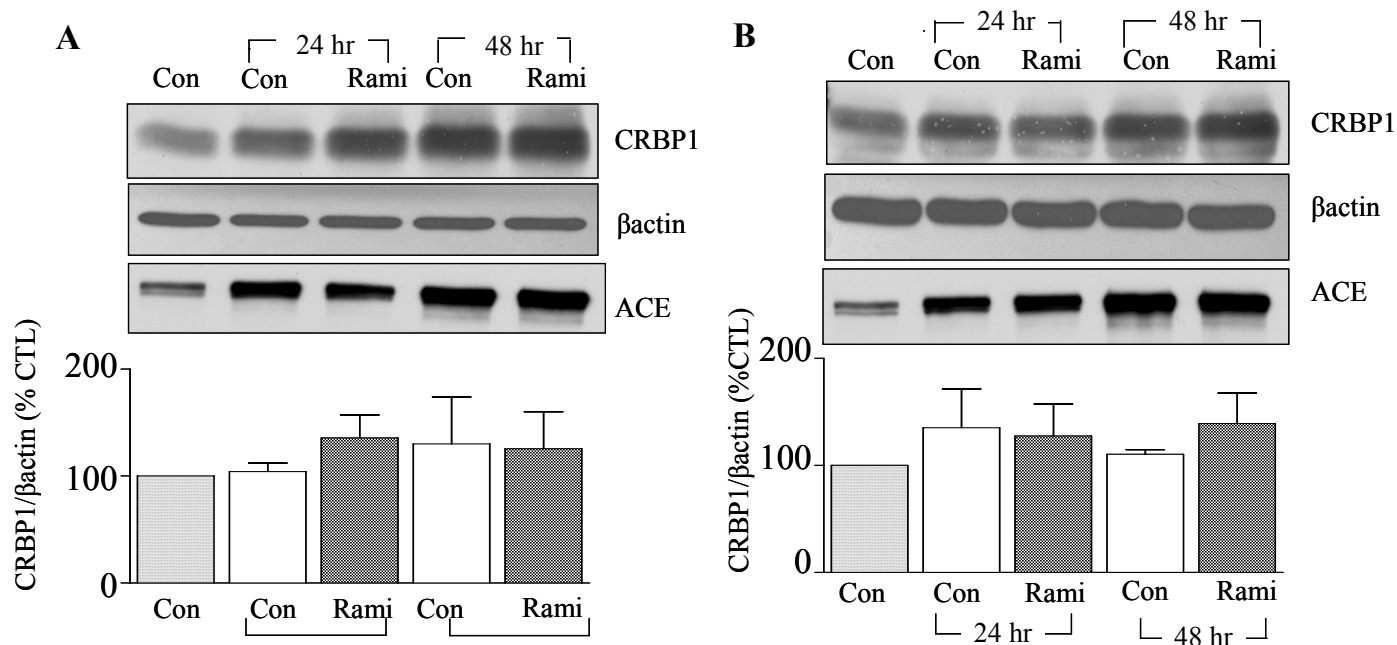 A
24 hr
48 hr
Con
Con
Rami
Con
Rami
CRBP1
βactin
ACE
CRBP1/βactin (% CTL)
200
100
0
Con
Con
Rami
Con
Rami
B
24 hr
48 hr
Con
Con
Rami
Con
Rami
CRBP1
βactin
ACE
CRBP1/βactin (%CTL)
200
100
0
Con
Con
Rami
Con
Rami
24 hr
48 hr